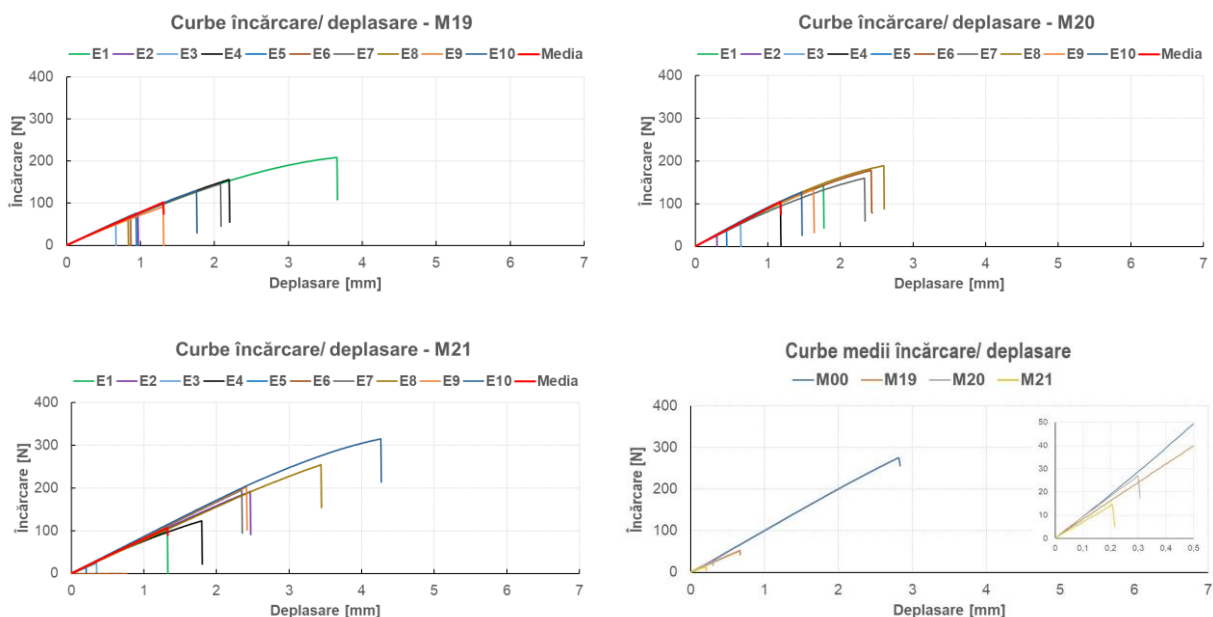 Curbe încărcare/ deplasare - M19
E1 E2 E3 E4 E5 E6 E7 E8 E9 E10 Media
Încărcare [N]
400
300
200
100
0
0 1 2 3 4 5 6 7
Deplasare [mm]
Curbe încărcare/ deplasare - M20
E1 E2 E3 E4 E5 E6 E7 E8 E9 E10 Media
Încărcare [N]
400
300
200
100
0
0 1 2 3 4 5 6 7
Deplasare [mm]
Curbe încărcare/ deplasare - M21
E1 E2 E3 E4 E5 E6 E7 E8 E9 E10 Media
Încărcare [N]
400
300
200
100
0
0 1 2 3 4 5 6 7
Deplasare [mm]
Curbe medii încărcare/ deplasare
M00 M19 M20 M21
Încărcare [N]
400
300
200
100
0
0 1 2 3 4 5 6 7
Deplasare [mm]
50
40
30
20
10
0
0 0,1 0,2 0,3 0,4 0,5